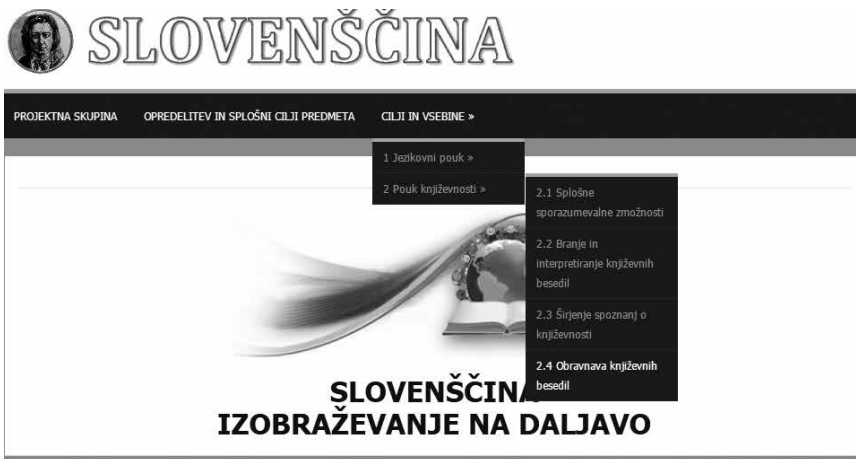 SLOVENŠČINA
PROJEKTNA SKUPINA OPREDELITEV IN SPLOŠNI CILJI PREDMETA CILJI IN VSEBINE »
1 Jezikovni pouk »
2 Pouk književnosti »
2.1 Splošne
sporazumevalne zmožnosti
2.2 Branje in
interpretiranje književnih
besedil
2.3 Širjenje spoznanj o
književnosti
2.4 Obravnava književnih
besedil
SLOVENŠČINA
IZOBRAŽEVANJE NA DALJAVO